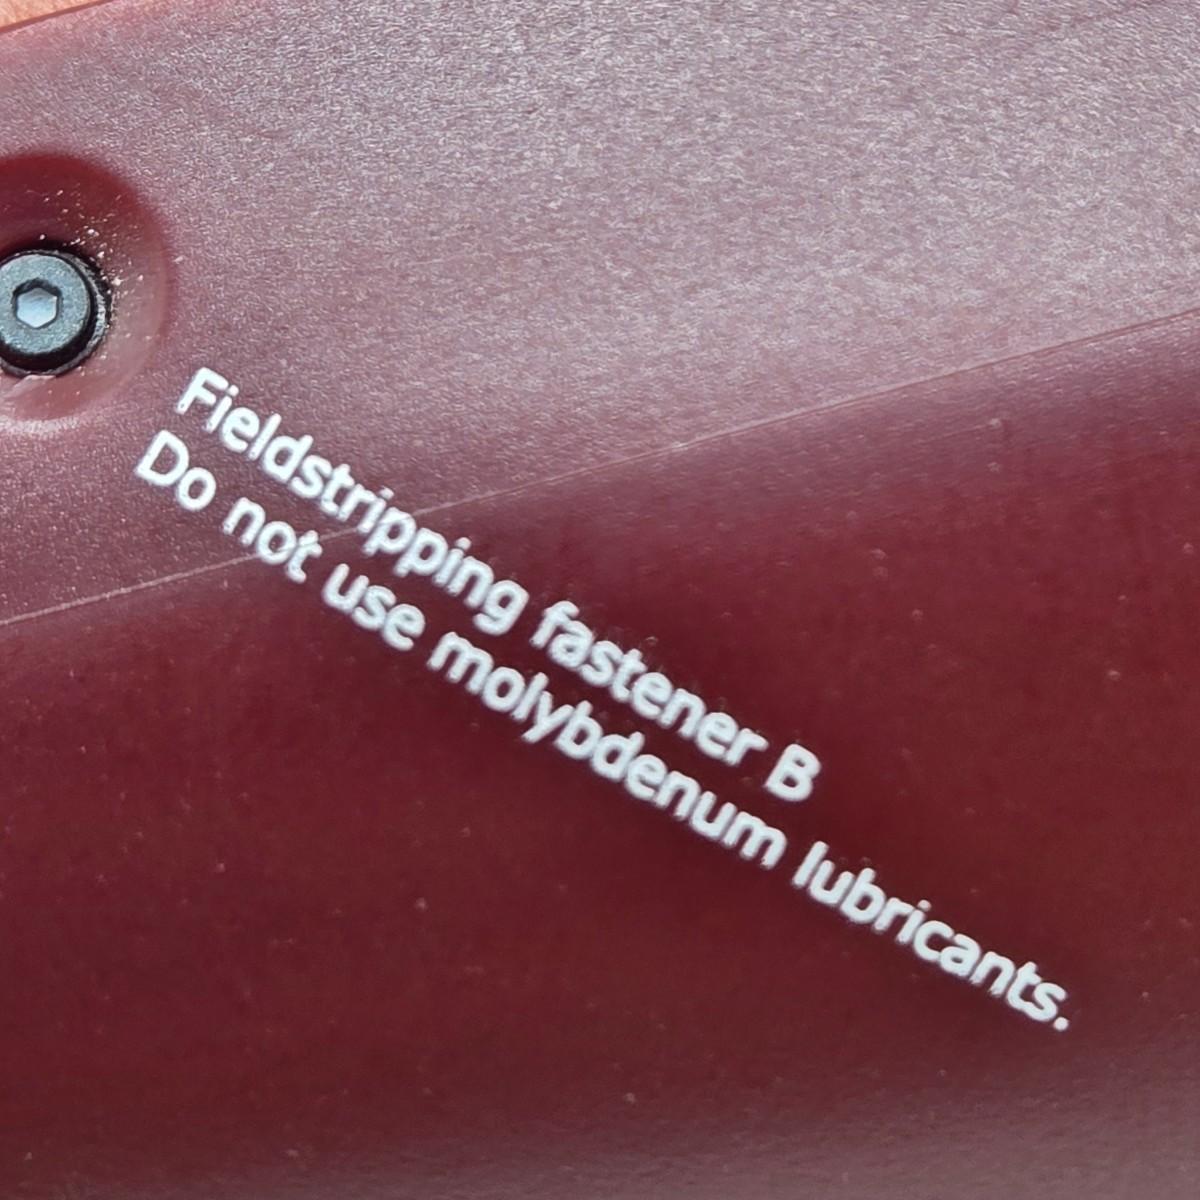 Fieldstripping fastener B
Do not use molybdenum lubricants.